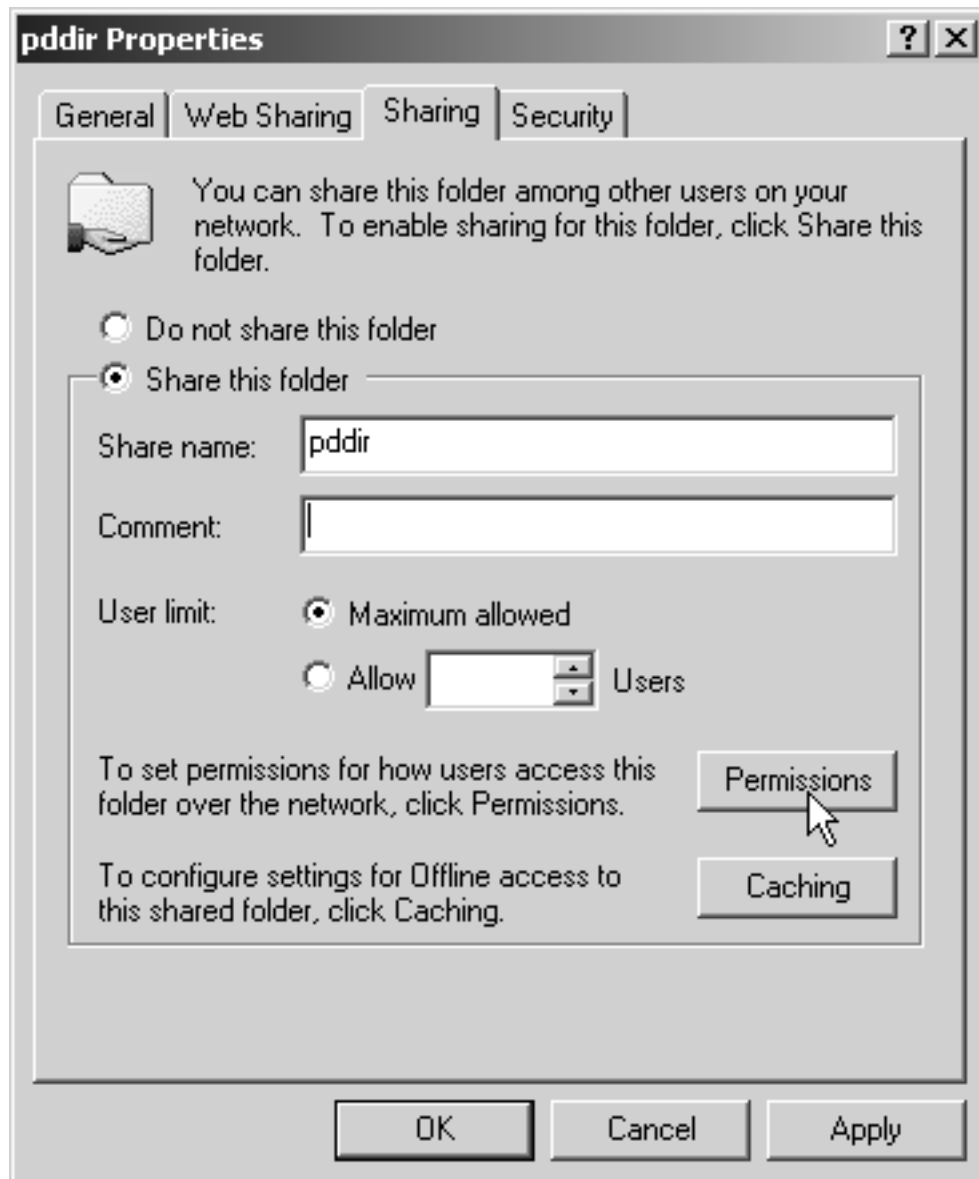 pddir Properties
General
Web Sharing
Sharing
Security
You can share this folder among other users on your
network.  To enable sharing for this folder, click Share this
folder.
Do not share this folder
Share this folder
Share name:
pddir
Comment:
User limit:
Maximum allowed
Allow
Users
To set permissions for how users access this
folder over the network, click Permissions.
Permissions
To configure settings for Offline access to
this shared folder, click Caching.
Caching
OK
Cancel
Apply